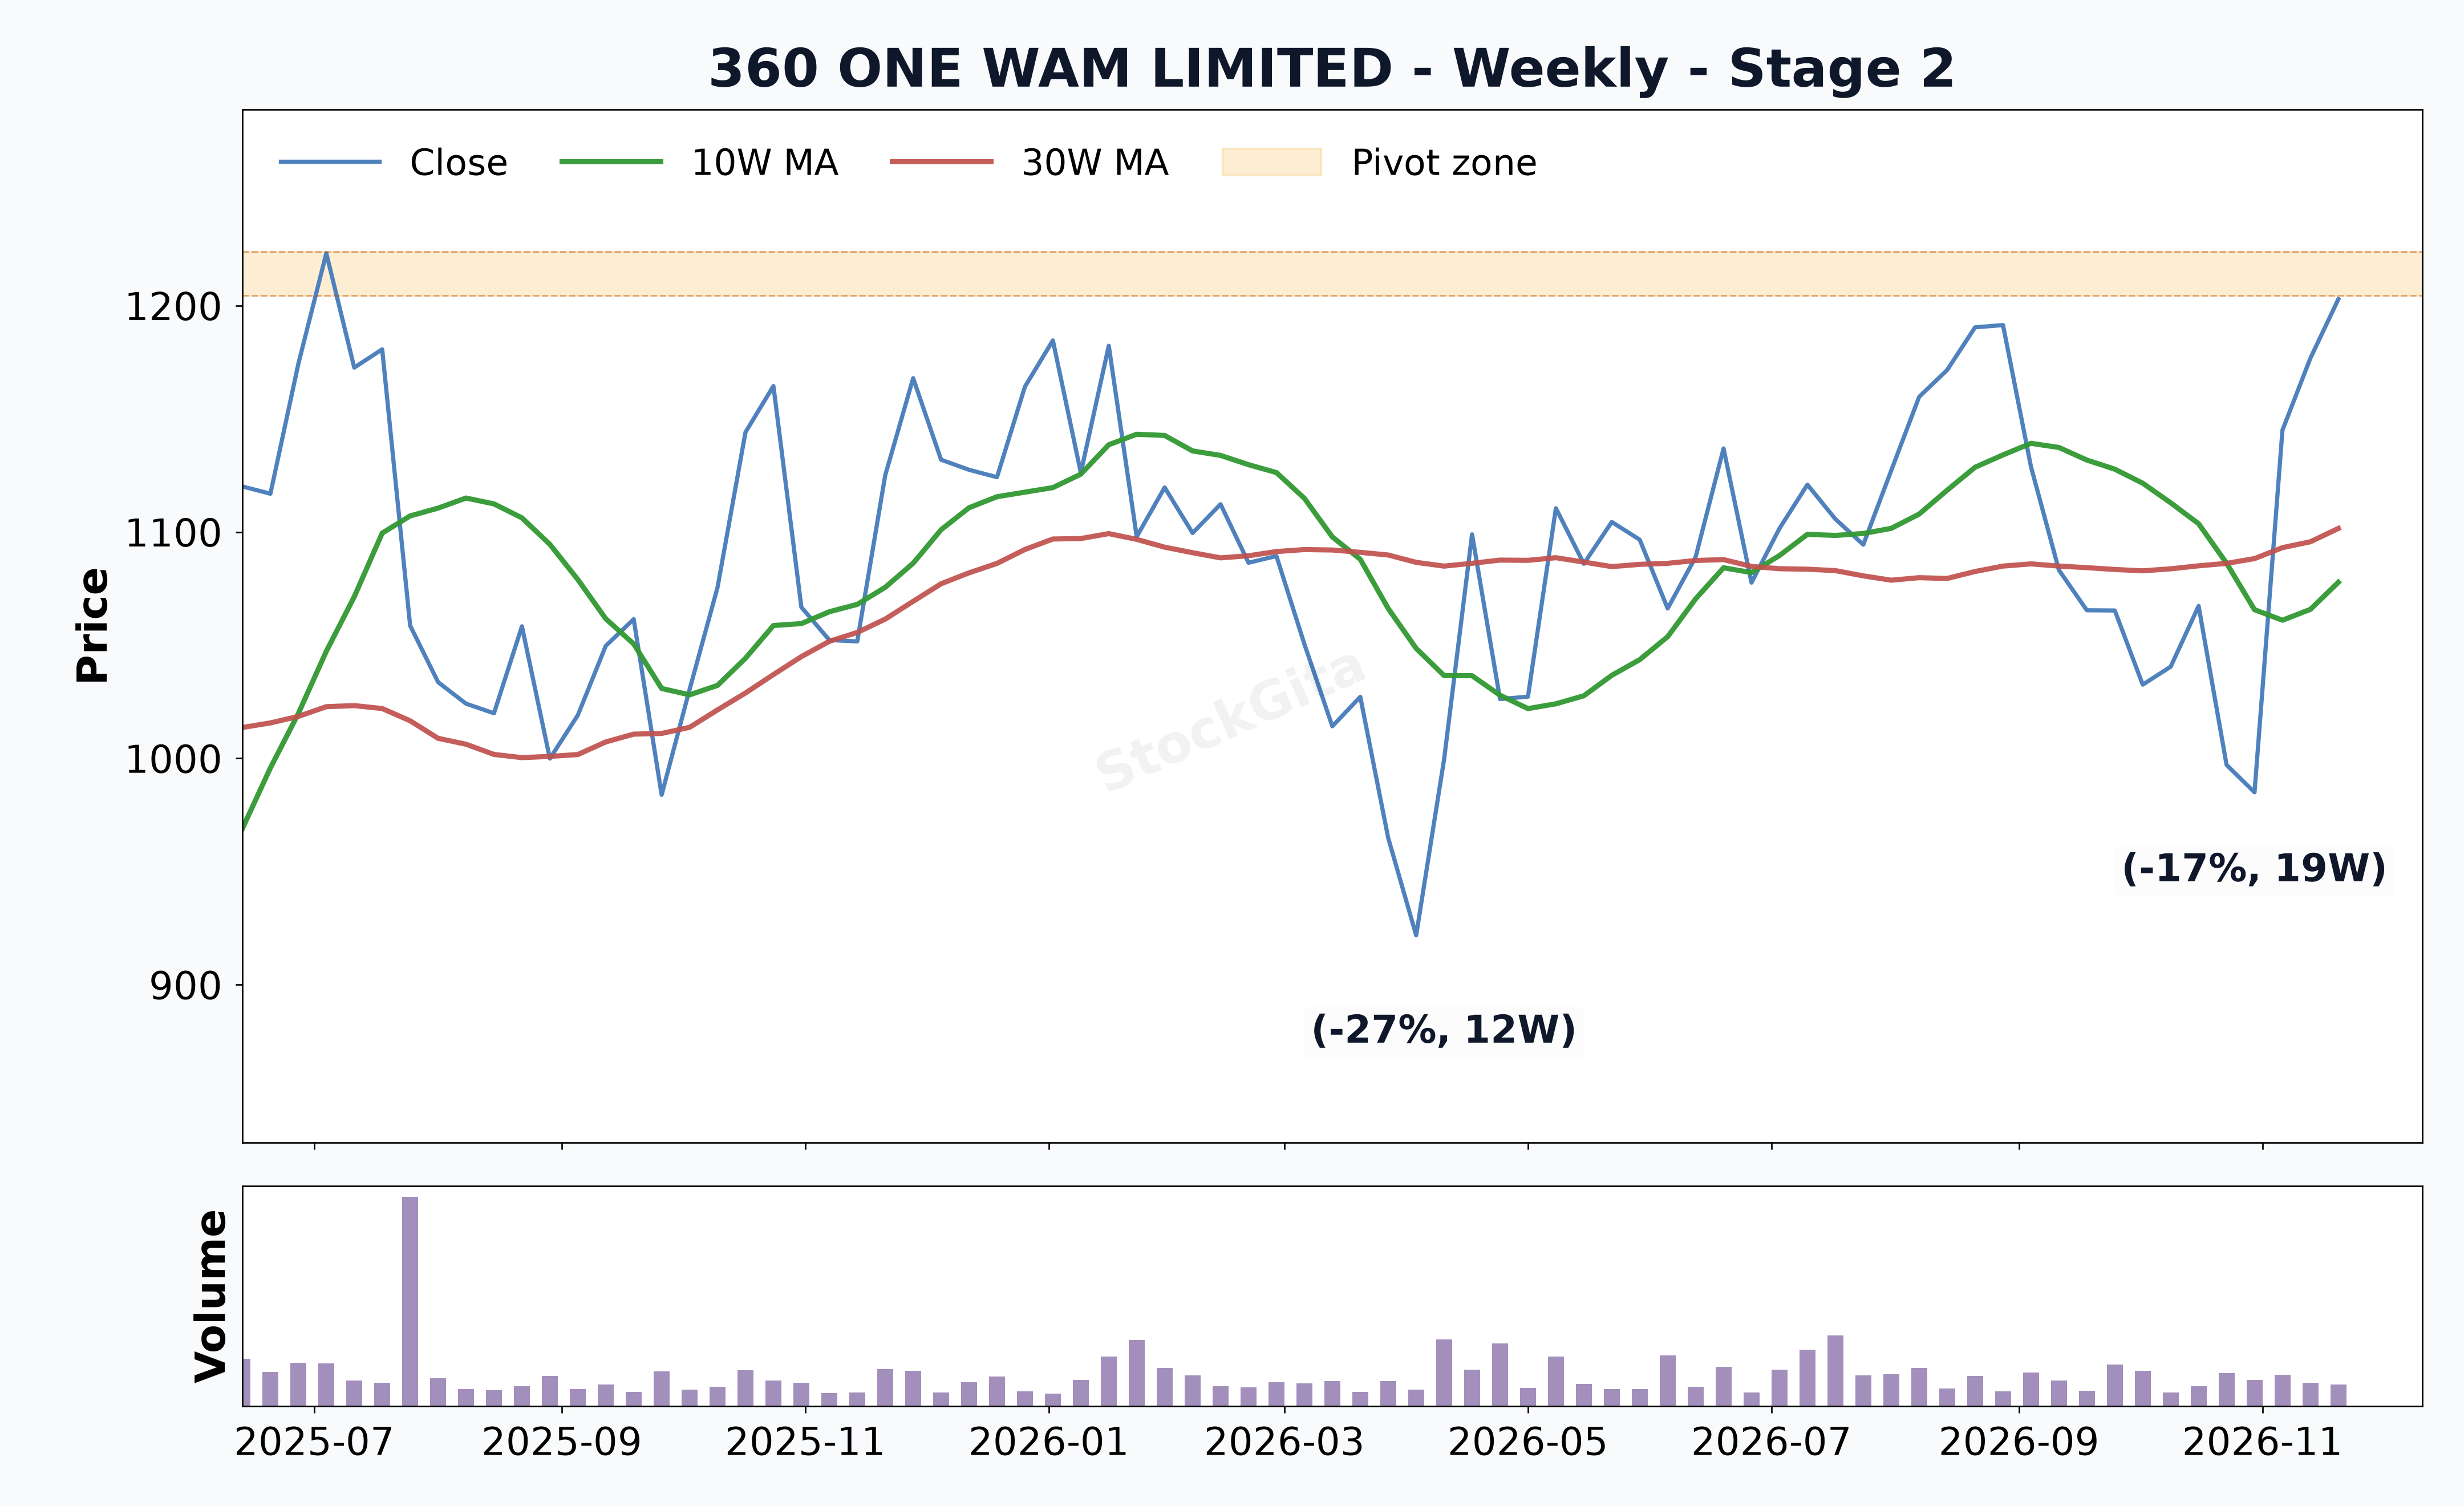 360 ONE WAM LIMITED - Weekly - Stage 2
Close 10W MA 30W MA Pivot zone
1200
1100
1000
900
Price
StockGita
(-17%, 19W)
(-27%, 12W)
Volume
2025-07 2025-09 2025-11 2026-01 2026-03 2026-05 2026-07 2026-09 2026-11